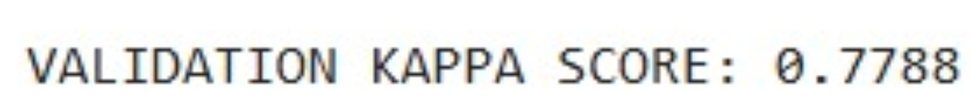 VALIDATION KAPPA SCORE: 0.7788